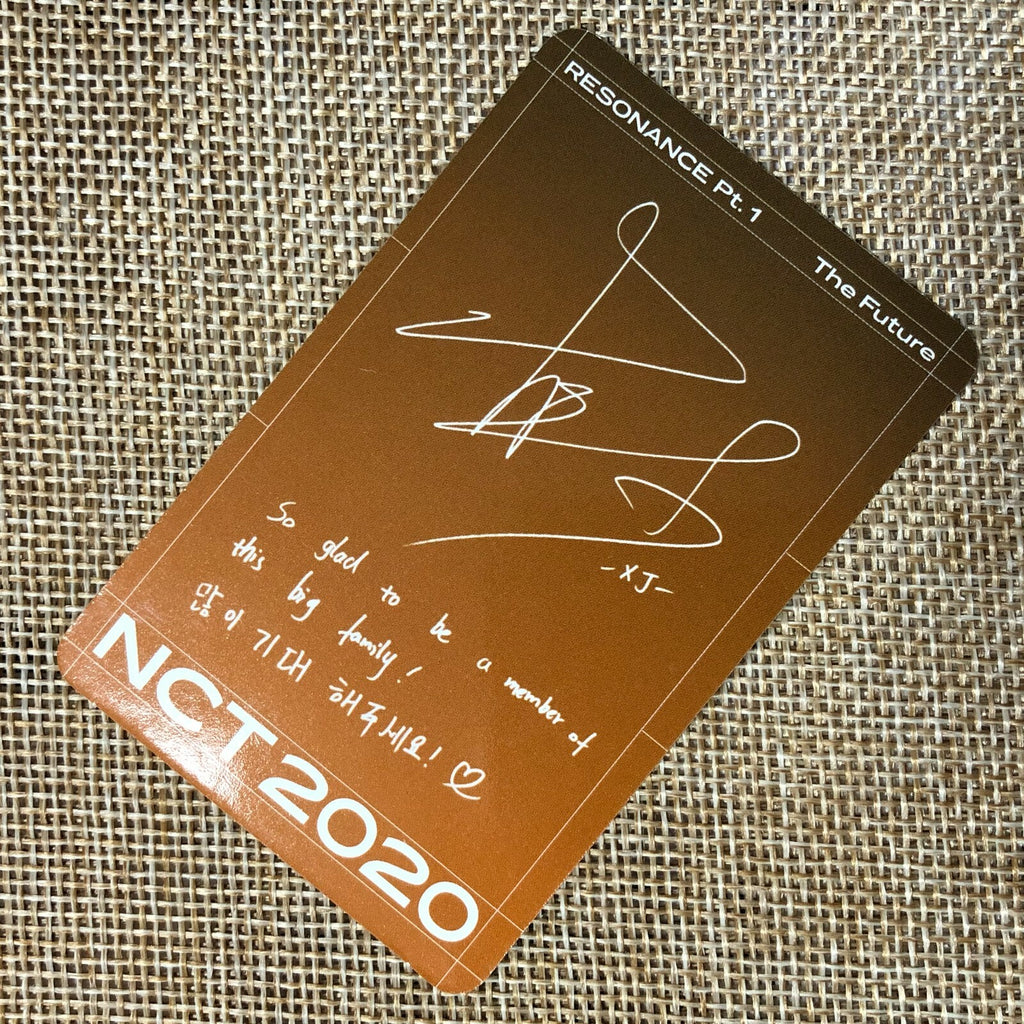 RESONANCE Pt. 1 The Future
-XJ-
So glad to be a member of
this big family!
많이 기대 해주세요! ♡
NCT 2020